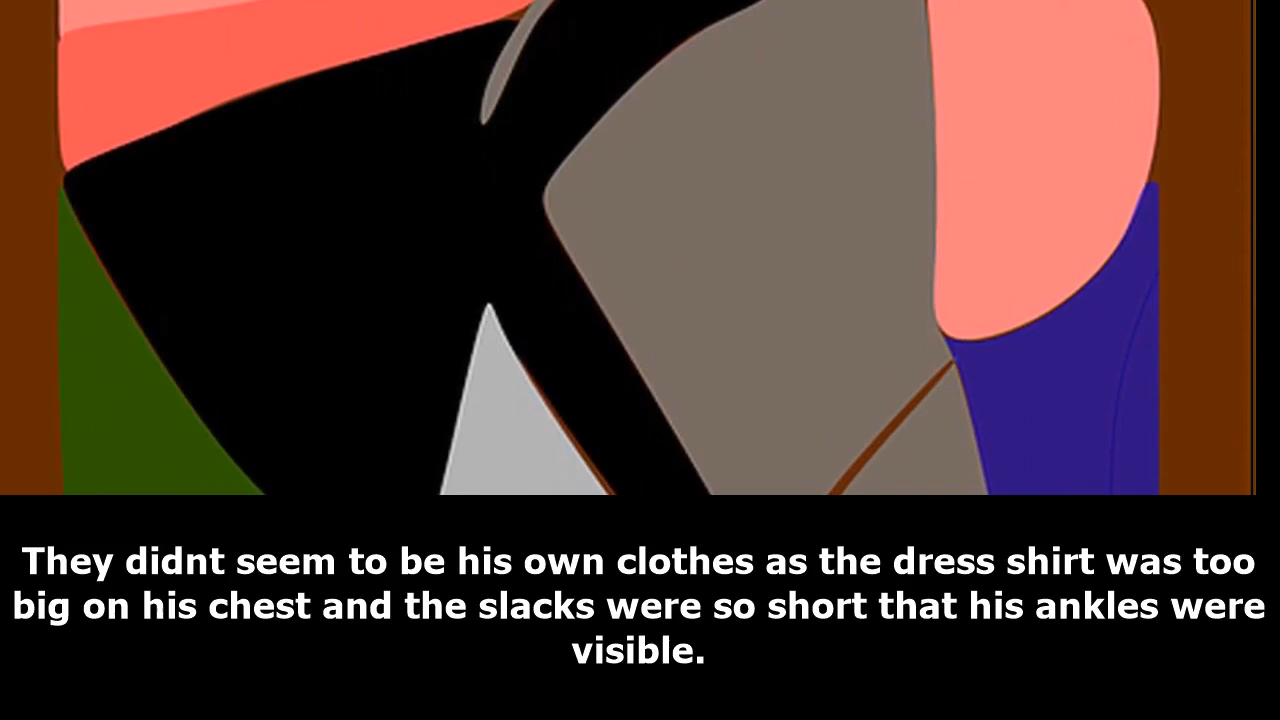 They didnt seem to be his own clothes as the dress shirt was too
big on his chest and the slacks were so short that his ankles were
visible.